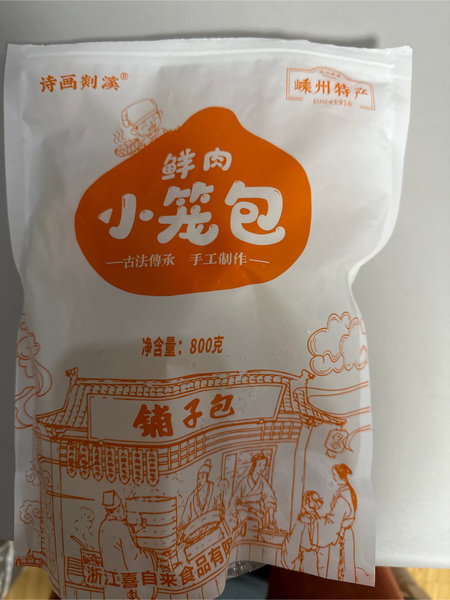 诗画剡溪®
嵊州特产
since1916
鲜肉
小笼包
古法傳承 手工制作
净含量：800克
铺子包
浙江喜自来食品有限